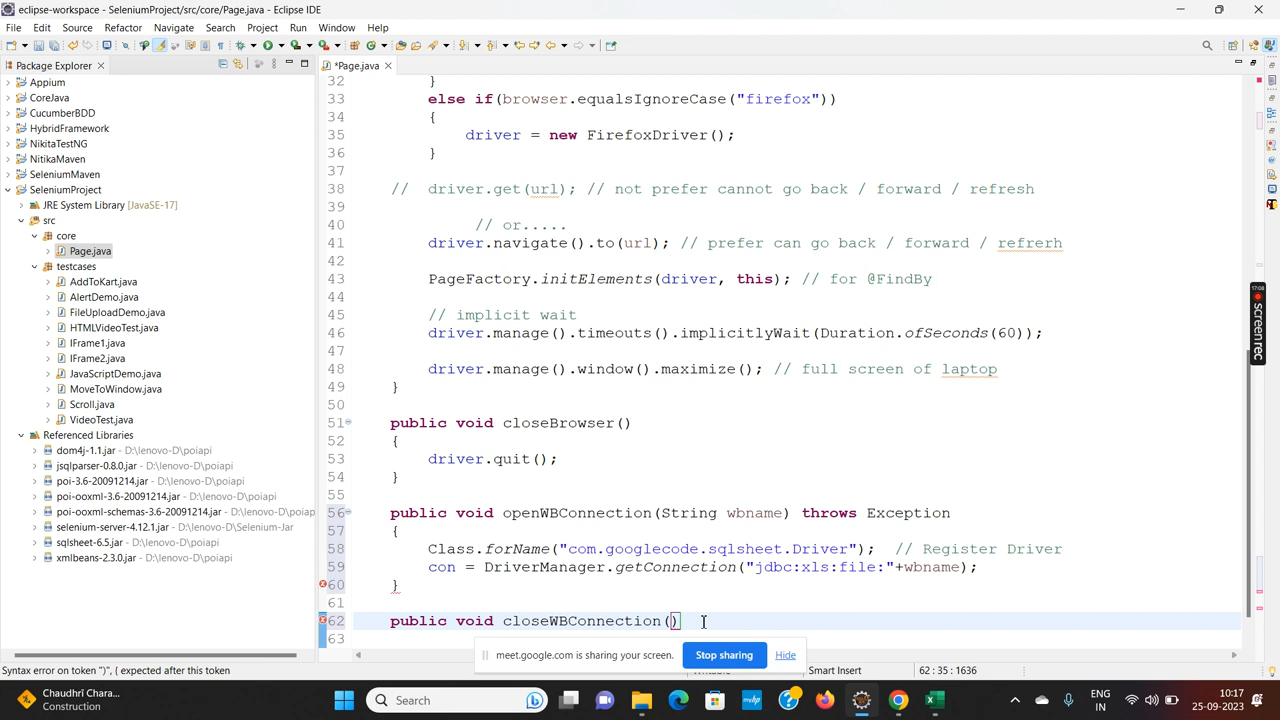 eclipse-workspace - SeleniumProject/src/core/Page.java - Eclipse IDE
File Edit Source Refactor Navigate Search Project Run Window Help
Package Explorer
*Page.java
Appium
CoreJava
CucumberBDD
HybridFramework
NikitaTestNG
NitikaMaven
SeleniumMaven
SeleniumProject
JRE System Library [JavaSE-17]
src
core
Page.java
testcases
AddToKart.java
AlertDemo.java
FileUploadDemo.java
HTMLVideoTest.java
IFrame1.java
IFrame2.java
JavaScriptDemo.java
MoveToWindow.java
Scroll.java
VideoTest.java
Referenced Libraries
dom4j-1.1.jar - D:\lenovo-D\poiapi
jsqlparser-0.8.0.jar - D:\lenovo-D\poiapi
poi-3.6-20091214.jar - D:\lenovo-D\poiapi
poi-ooxml-3.6-20091214.jar - D:\lenovo-D\poiapi
poi-ooxml-schemas-3.6-20091214.jar - D:\lenovo-D\poiapi
selenium-server-4.12.1.jar - D:\lenovo-D\Selenium-Jar
sqlsheet-6.5.jar - D:\lenovo-D\poiapi
xmlbeans-2.3.0.jar - D:\lenovo-D\poiapi
32 }
33 else if(browser.equalsIgnoreCase("firefox"))
34 {
35 driver = new FirefoxDriver();
36 }
37
38 // driver.get(url); // not prefer cannot go back / forward / refresh
39
40 // or.....
41 driver.navigate().to(url); // prefer can go back / forward / refrerh
42
43 PageFactory.initElements(driver, this); // for @FindBy
44
45 // implicit wait
46 driver.manage().timeouts().implicitlyWait(Duration.ofSeconds(60));
47
48 driver.manage().window().maximize(); // full screen of laptop
49 }
50
51 public void closeBrowser()
52 {
53 driver.quit();
54 }
55
56 public void openWBConnection(String wbname) throws Exception
57 {
58 Class.forName("com.googlecode.sqlsheet.Driver"); // Register Driver
59 con = DriverManager.getConnection("jdbc:xls:file:"+wbname);
60 }
61
62 public void closeWBConnection()
63
17:08
screen rec
meet.google.com is sharing your screen. Stop sharing Hide
Syntax error on token ")", { expected after this token
Smart Insert 62 : 35 : 1636
Chaudhrī Chara...
Construction
Search
myHP
ENG
IN
10:17
25-09-2023